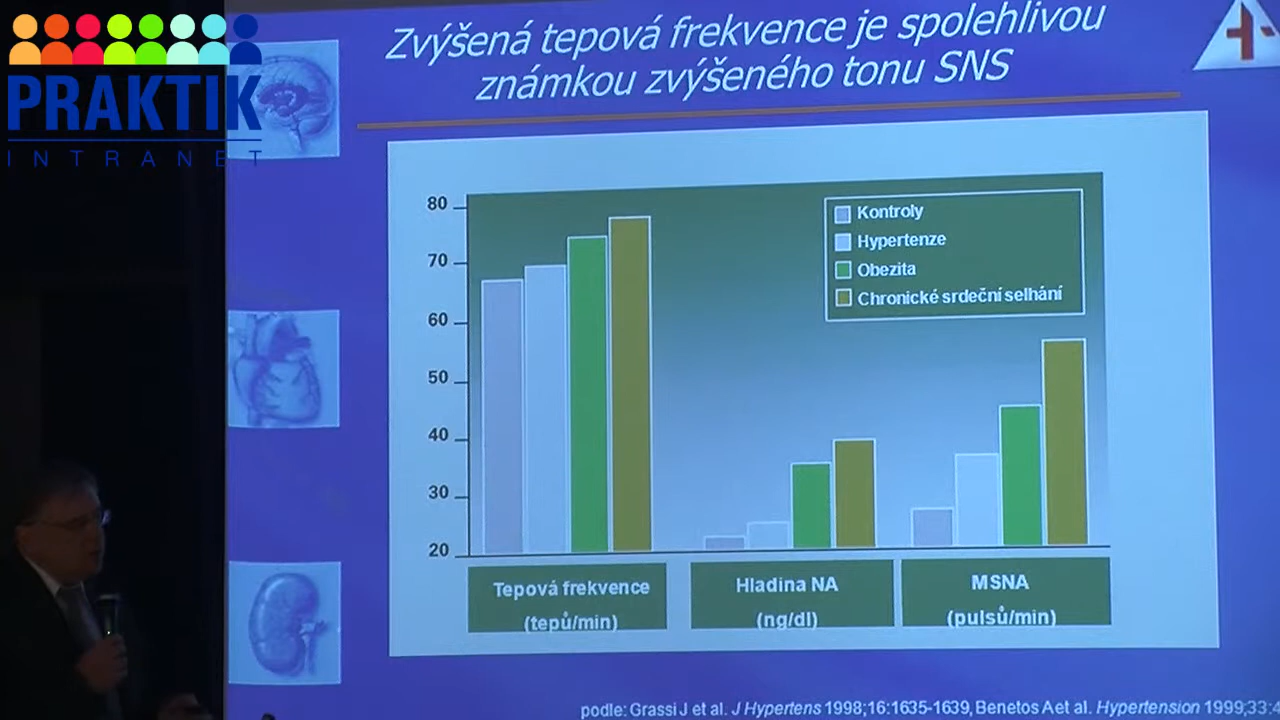 PRAKTIK
INTRANET
Zvýšená tepová frekvence je spolehlivou
známkou zvýšeného tonu SNS
80
70
60
50
40
30
20
Kontroly
Hypertenze
Obezita
Chronické srdeční selhání
Tepová frekvence
(tepů/min)
Hladina NA
(ng/dl)
MSNA
(pulsů/min)
podle: Grassi J et al. J Hypertens 1998;16:1635-1639, Benetos A et al. Hypertension 1999;33:4